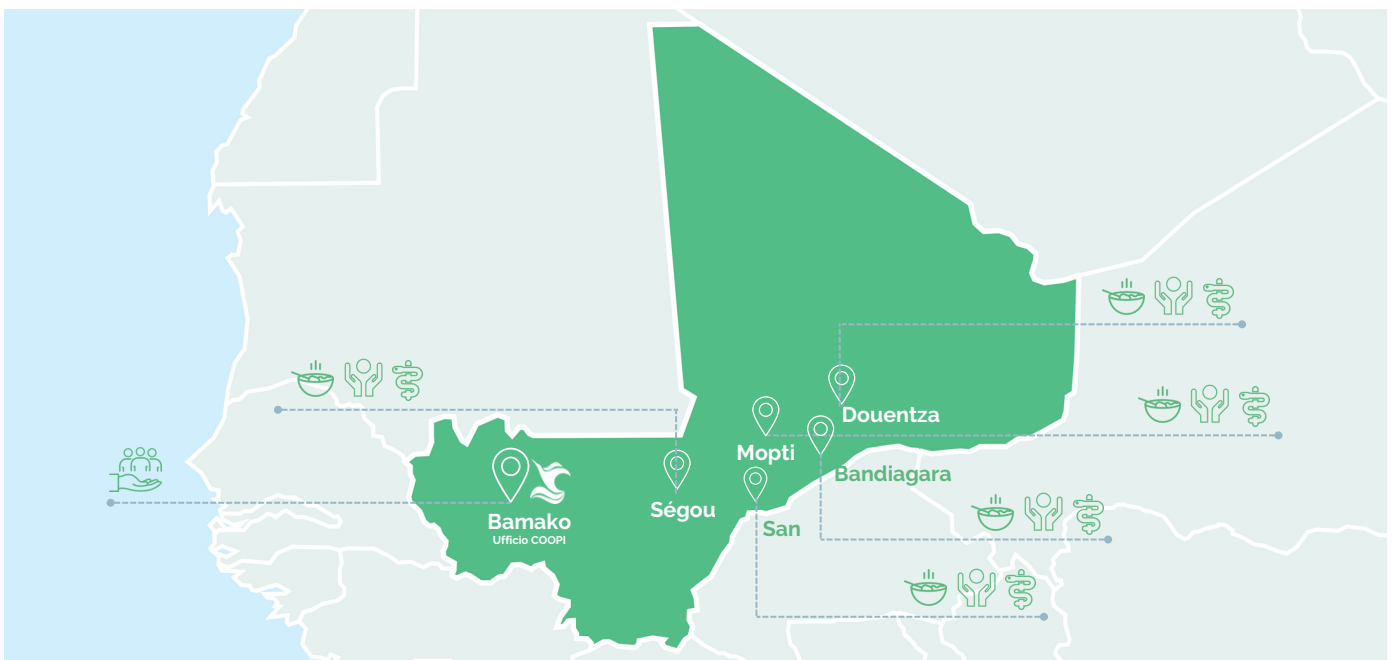 Douentza
Mopti
Bandiagara
Ségou
Bamako
Ufficio COOPI
San